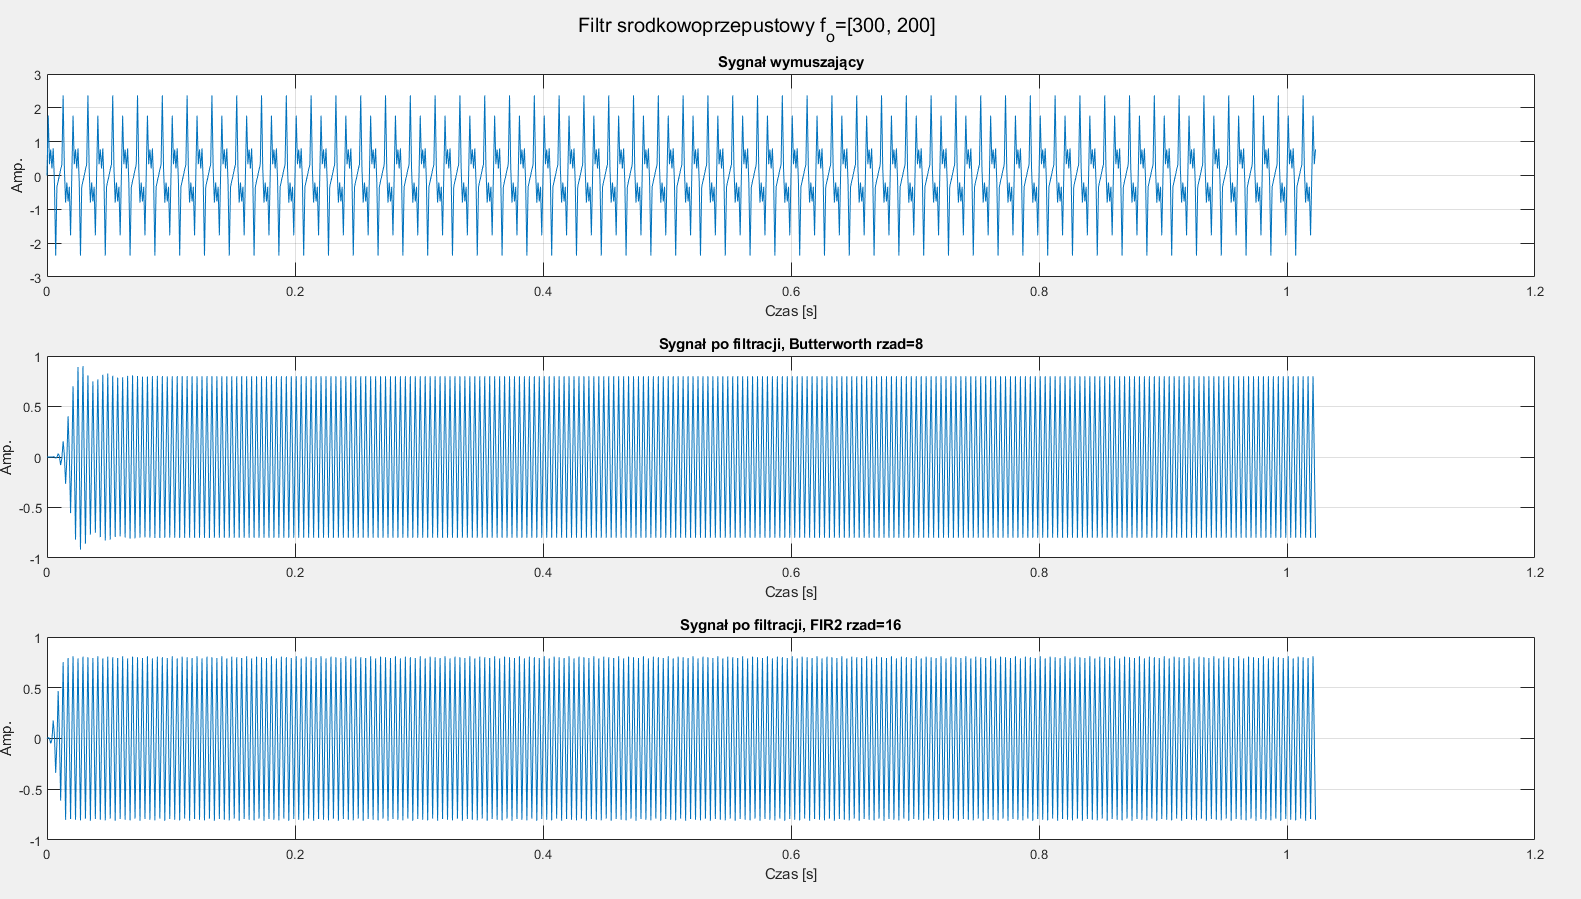 Filtr srodkowoprzepustowy fo=[300, 200]
Sygnał wymuszający
3
2
1
0
-1
-2
-3
Amp.
0 0.2 0.4 0.6 0.8 1 1.2
Czas [s]
Sygnał po filtracji, Butterworth rzad=8
1
0.5
0
-0.5
-1
Amp.
0 0.2 0.4 0.6 0.8 1 1.2
Czas [s]
Sygnał po filtracji, FIR2 rzad=16
1
0.5
0
-0.5
-1
Amp.
0 0.2 0.4 0.6 0.8 1 1.2
Czas [s]